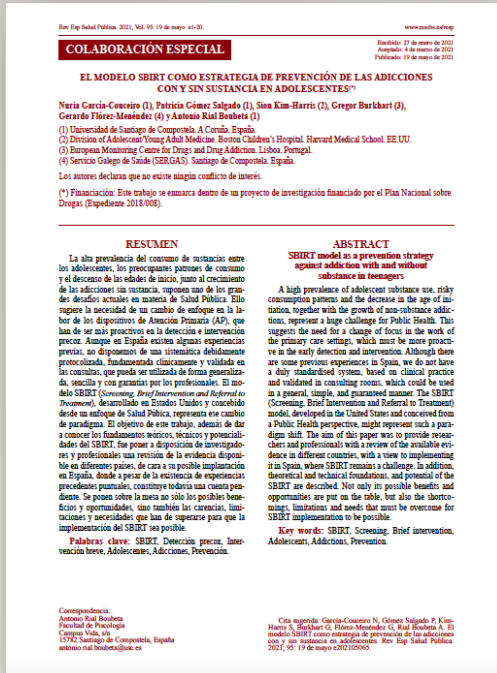 Rev Esp Salud Pública. 2021; Vol. 95: 19 de mayo e1-20.
www.mscbs.es/resp
COLABORACIÓN ESPECIAL
Recibido: 27 de enero de 2021
Aceptado: 4 de marzo de 2021
Publicado: 19 de mayo de 2021
EL MODELO SBIRT COMO ESTRATEGIA DE PREVENCIÓN DE LAS ADICCIONES
CON Y SIN SUSTANCIA EN ADOLESCENTES(*)
Nuria García-Couceiro (1), Patricia Gómez Salgado (1), Sion Kim-Harris (2), Gregor Burkhart (3),
Gerardo Flórez-Menéndez (4) y Antonio Rial Boubeta (1)
(1) Universidad de Santiago de Compostela. A Coruña. España.
(2) Division of Adolescent/Young Adult Medicine. Boston Children's Hospital. Harvard Medical School. EE.UU.
(3) European Monitoring Centre for Drugs and Drug Addiction. Lisboa. Portugal.
(4) Servicio Galego de Saúde (SERGAS). Santiago de Compostela. España.
Los autores declaran que no existe ningún conflicto de interés.
(*) Financiación: Este trabajo se enmarca dentro de un proyecto de investigación financiado por el Plan Nacional sobre
Drogas (Expediente 2018/008).
RESUMEN
La alta prevalencia del consumo de sustancias entre
los adolescentes, los preocupantes patrones de consumo
y el descenso de las edades de inicio, junto al crecimiento
de las adicciones sin sustancia, suponen uno de los gran-
des desafíos actuales en materia de Salud Pública. Ello
sugiere la necesidad de un cambio de enfoque en la la-
bor de los dispositivos de Atención Primaria (AP), que
han de ser más proactivos en la detección e intervención
precoz. Aunque en España existen algunas experiencias
previas, no disponemos de una sistemática debidamente
protocolizada, fundamentada clínicamente y validada en
las consultas, que pueda ser utilizada de forma generaliza-
da, sencilla y con garantías por los profesionales. El mo-
delo SBIRT (Screening, Brief Intervention and Referral to
Treatment), desarrollado en Estados Unidos y concebido
desde un enfoque de Salud Púbica, representa ese cambio
de paradigma. El objetivo de este trabajo, además de dar
a conocer los fundamentos teóricos, técnicos y potenciali-
dades del SBIRT, fue poner a disposición de investigado-
res y profesionales una revisión de la evidencia disponi-
ble en diferentes países, de cara a su posible implantación
en España, donde a pesar de la existencia de experiencias
precedentes puntuales, constituye todavía una cuenta pen-
diente. Se ponen sobre la mesa no sólo los posibles bene-
ficios y oportunidades, sino también las carencias, limi-
taciones y necesidades que han de superarse para que la
implementación del SBIRT sea posible.
Palabras clave: SBIRT, Detección precoz, Inter-
vención breve, Adolescentes, Adicciones, Prevención.
ABSTRACT
SBIRT model as a prevention strategy
against addiction with and without
substance in teenagers
A high prevalence of adolescent substance use, risky
consumption patterns and the decrease in the age of ini-
tiation, together with the growth of non-substance addic-
tions, represent a huge challenge for Public Health. This
suggests the need for a change of focus in the work of
the primary care settings, which must be more proacti-
ve in the early detection and intervention. Although there
are some previous experiences in Spain, we do not have
a duly standardised system, based on clinical practice
and validated in consulting rooms, which could be used
in a general, simple, and guaranteed manner. The SBIRT
(Screening, Brief Intervention and Referral to Treatment)
model, developed in the United States and conceived from
a Public Health perspective, might represent such a para-
digm shift. The aim of this paper was to provide resear-
chers and professionals with a review of the available evi-
dence in different countries, with a view to implementing
it in Spain, where SBIRT remains a challenge. In addition,
theoretical and technical foundations, and potential of the
SBIRT are described. Not only its possible benefits and
opportunities are put on the table, but also the shortco-
mings, limitations and needs that must be overcome for
SBIRT implementation to be possible.
Key words: SBIRT, Screening, Brief intervention,
Adolescents, Addictions, Prevention.
Correspondencia:
Antonio Rial Boubeta
Facultad de Psicología
Campus Vida, s/n
15782 Santiago de Compostela, España
antonio.rial.boubeta@usc.es
Cita sugerida: García-Couceiro N, Gómez Salgado P, Kim-
Harris S, Burkhart G, Flórez-Menéndez G, Rial Boubeta A. El
modelo SBIRT como estrategia de prevención de las adicciones
con y sin sustancia en adolescentes. Rev Esp Salud Pública.
2021; 95: 19 de mayo e202105065.